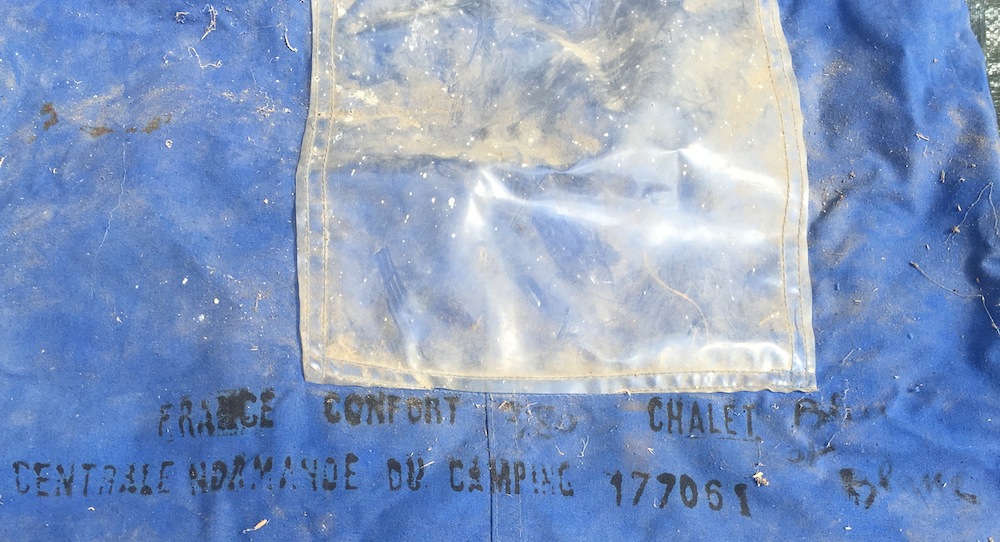 FRANCE CONFORT CHALET
CENTRALE NORMANDE DU CAMPING 177061